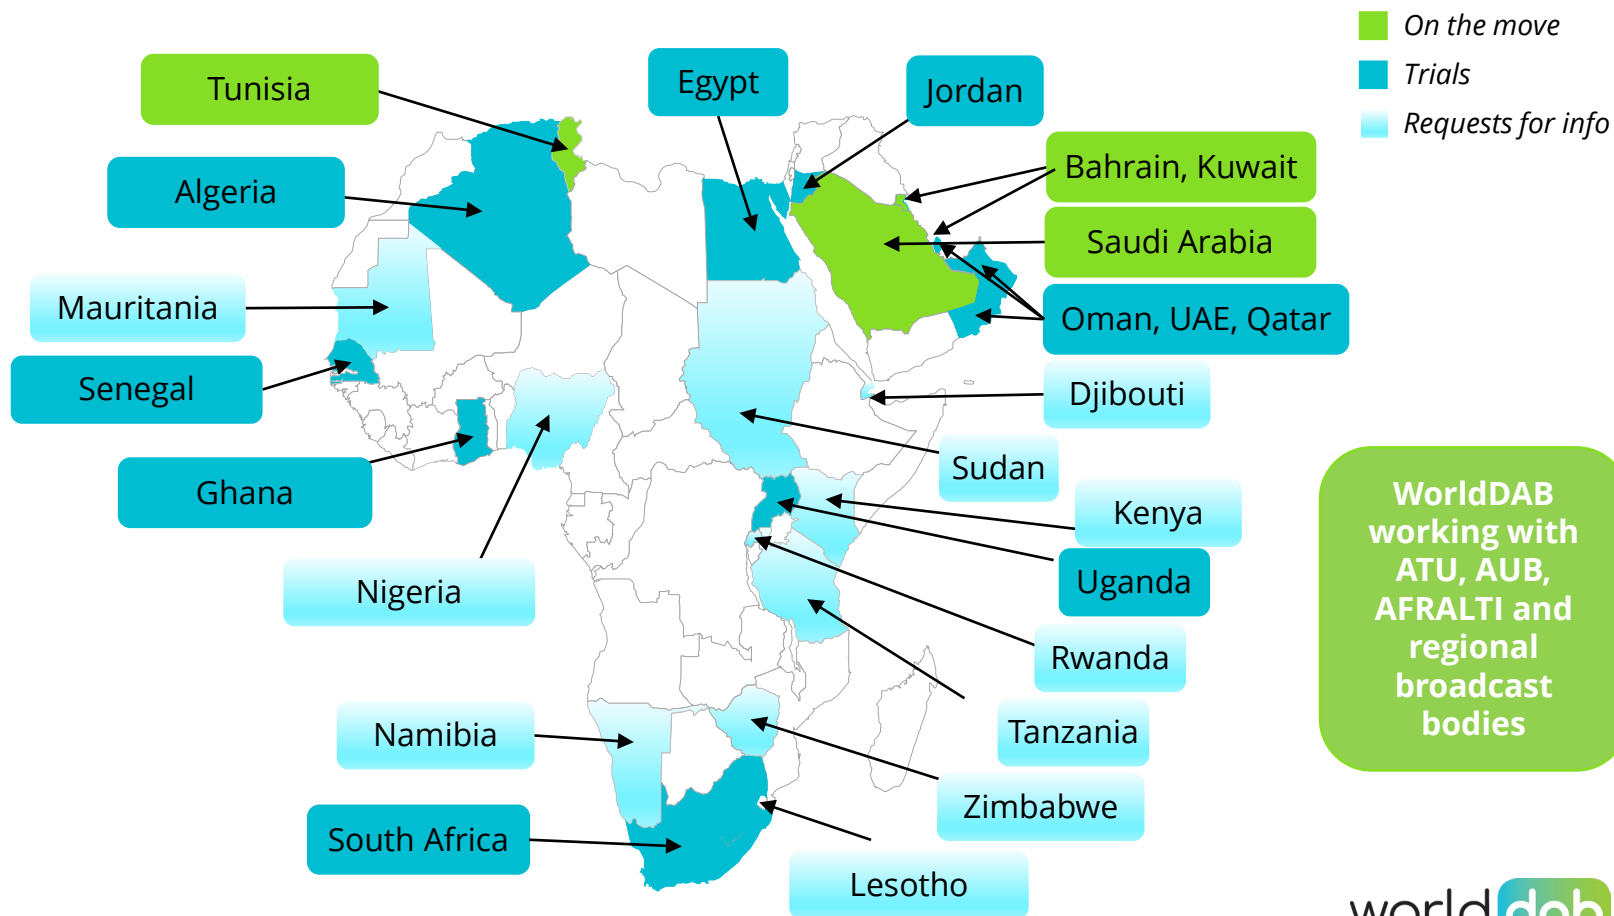 On the move
Trials
Requests for info
Tunisia
Egypt
Jordan
Algeria
Bahrain, Kuwait
Saudi Arabia
Mauritania
Oman, UAE, Qatar
Senegal
Djibouti
Sudan
Ghana
Kenya
Nigeria
Uganda
Rwanda
Namibia
Tanzania
Zimbabwe
South Africa
Lesotho
WorldDAB
working with
ATU, AUB,
AFRALTI and
regional
broadcast
bodies
world dab